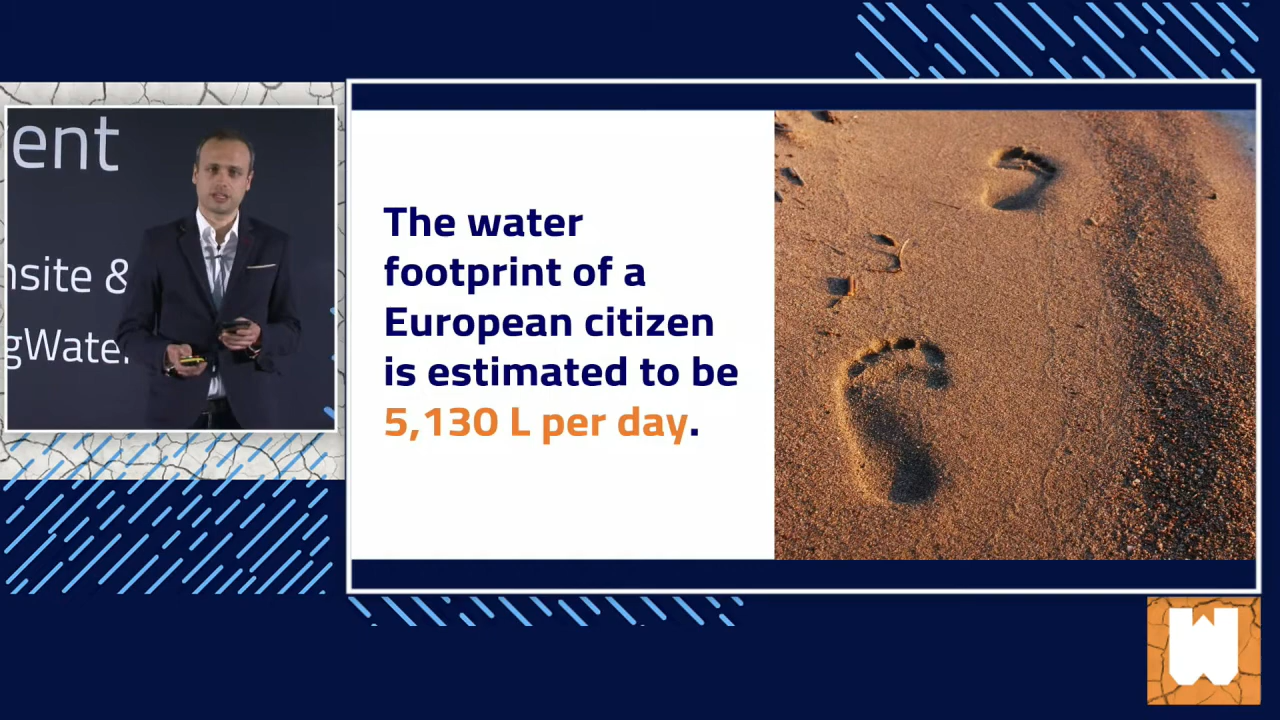 ent
nsite &
gWate.
The water
footprint of a
European citizen
is estimated to be
5,130 L per day.
W